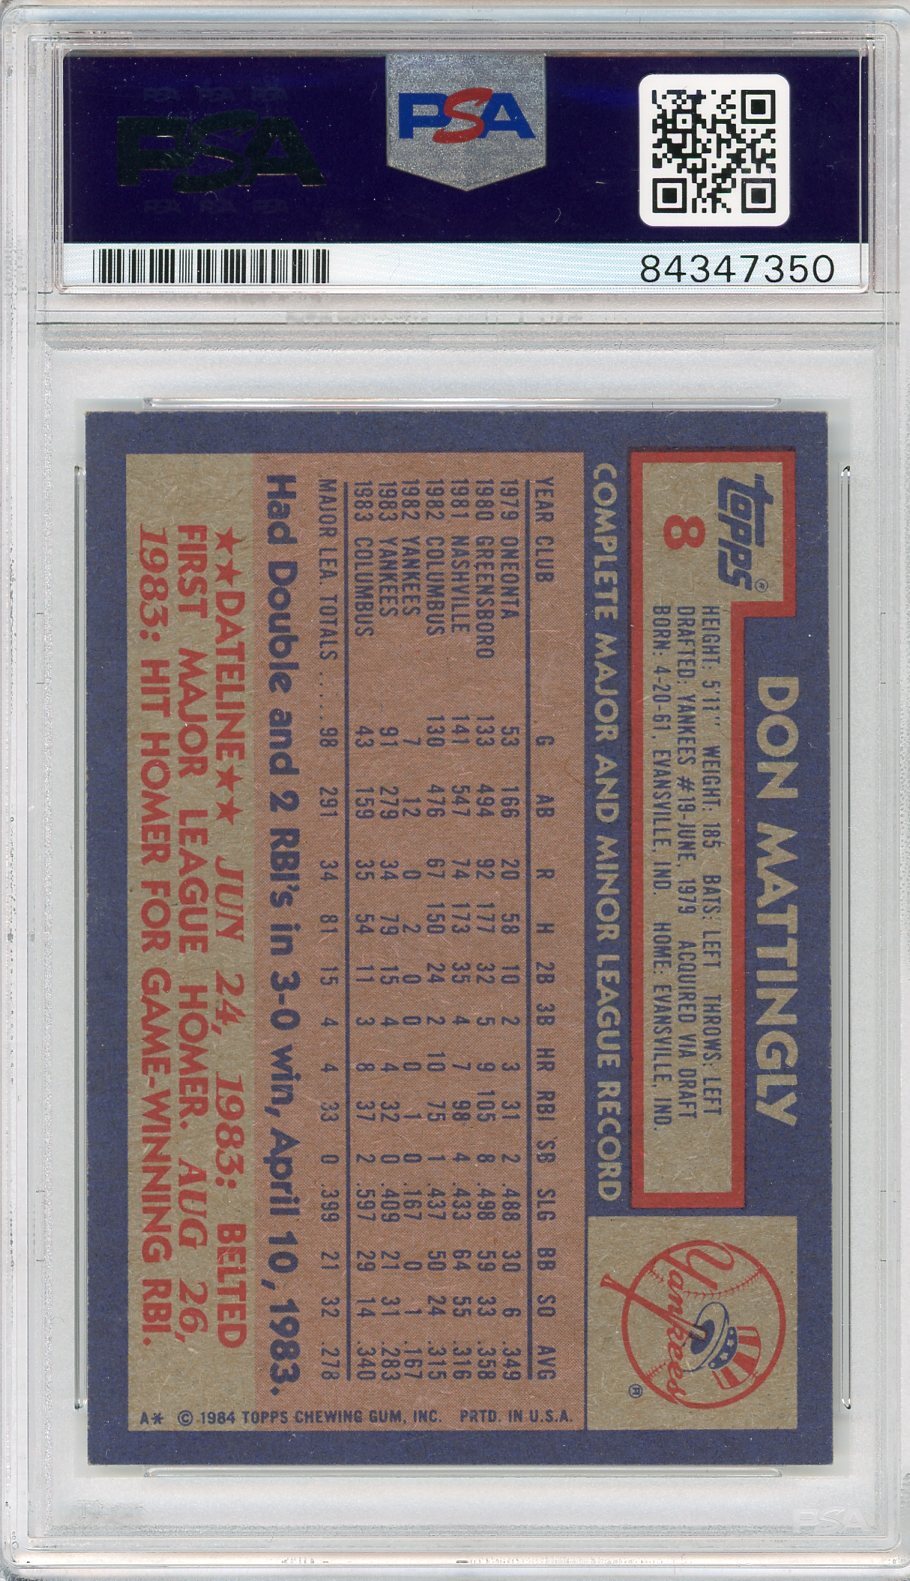 PSA
PSA
84347350
topps®
8
DON MATTINGLY
HEIGHT: 5'11" WEIGHT: 185 BATS: LEFT THROWS: LEFT
DRAFTED: YANKEES #19-JUNE, 1979 ACQUIRED VIA DRAFT
BORN: 4-20-61, EVANSVILLE, IND. HOME: EVANSVILLE, IND.
Yankees ®
COMPLETE MAJOR AND MINOR LEAGUE RECORD
YEAR CLUB G AB R H 2B 3B HR RBI SB SLG BB SO AVG
1979 ONEONTA 53 166 20 58 10 2 3 31 2 .488 30 6 .349
1980 GREENSBORO 133 494 92 177 32 5 9 105 8 .498 59 33 .358
1981 NASHVILLE 141 547 74 173 35 4 7 98 4 .433 64 55 .316
1982 COLUMBUS 130 476 67 150 24 2 10 75 1 .437 50 24 .315
1982 YANKEES 7 12 0 2 0 0 0 1 0 .167 0 1 .167
1983 YANKEES 91 279 34 79 15 4 4 32 0 .409 21 31 .283
1983 COLUMBUS 43 159 35 54 11 3 8 37 2 .597 29 14 .340
MAJOR LEA. TOTALS ..... 98 291 34 81 15 4 4 33 0 .399 21 32 .278
Had Double and 2 RBI's in 3-0 win, April 10, 1983.
★★DATELINE★★ JUN 24, 1983: BELTED
FIRST MAJOR LEAGUE HOMER. AUG 26,
1983: HIT HOMER FOR GAME-WINNING RBI.
A* © 1984 TOPPS CHEWING GUM, INC. PRTD. IN U.S.A.
PSA